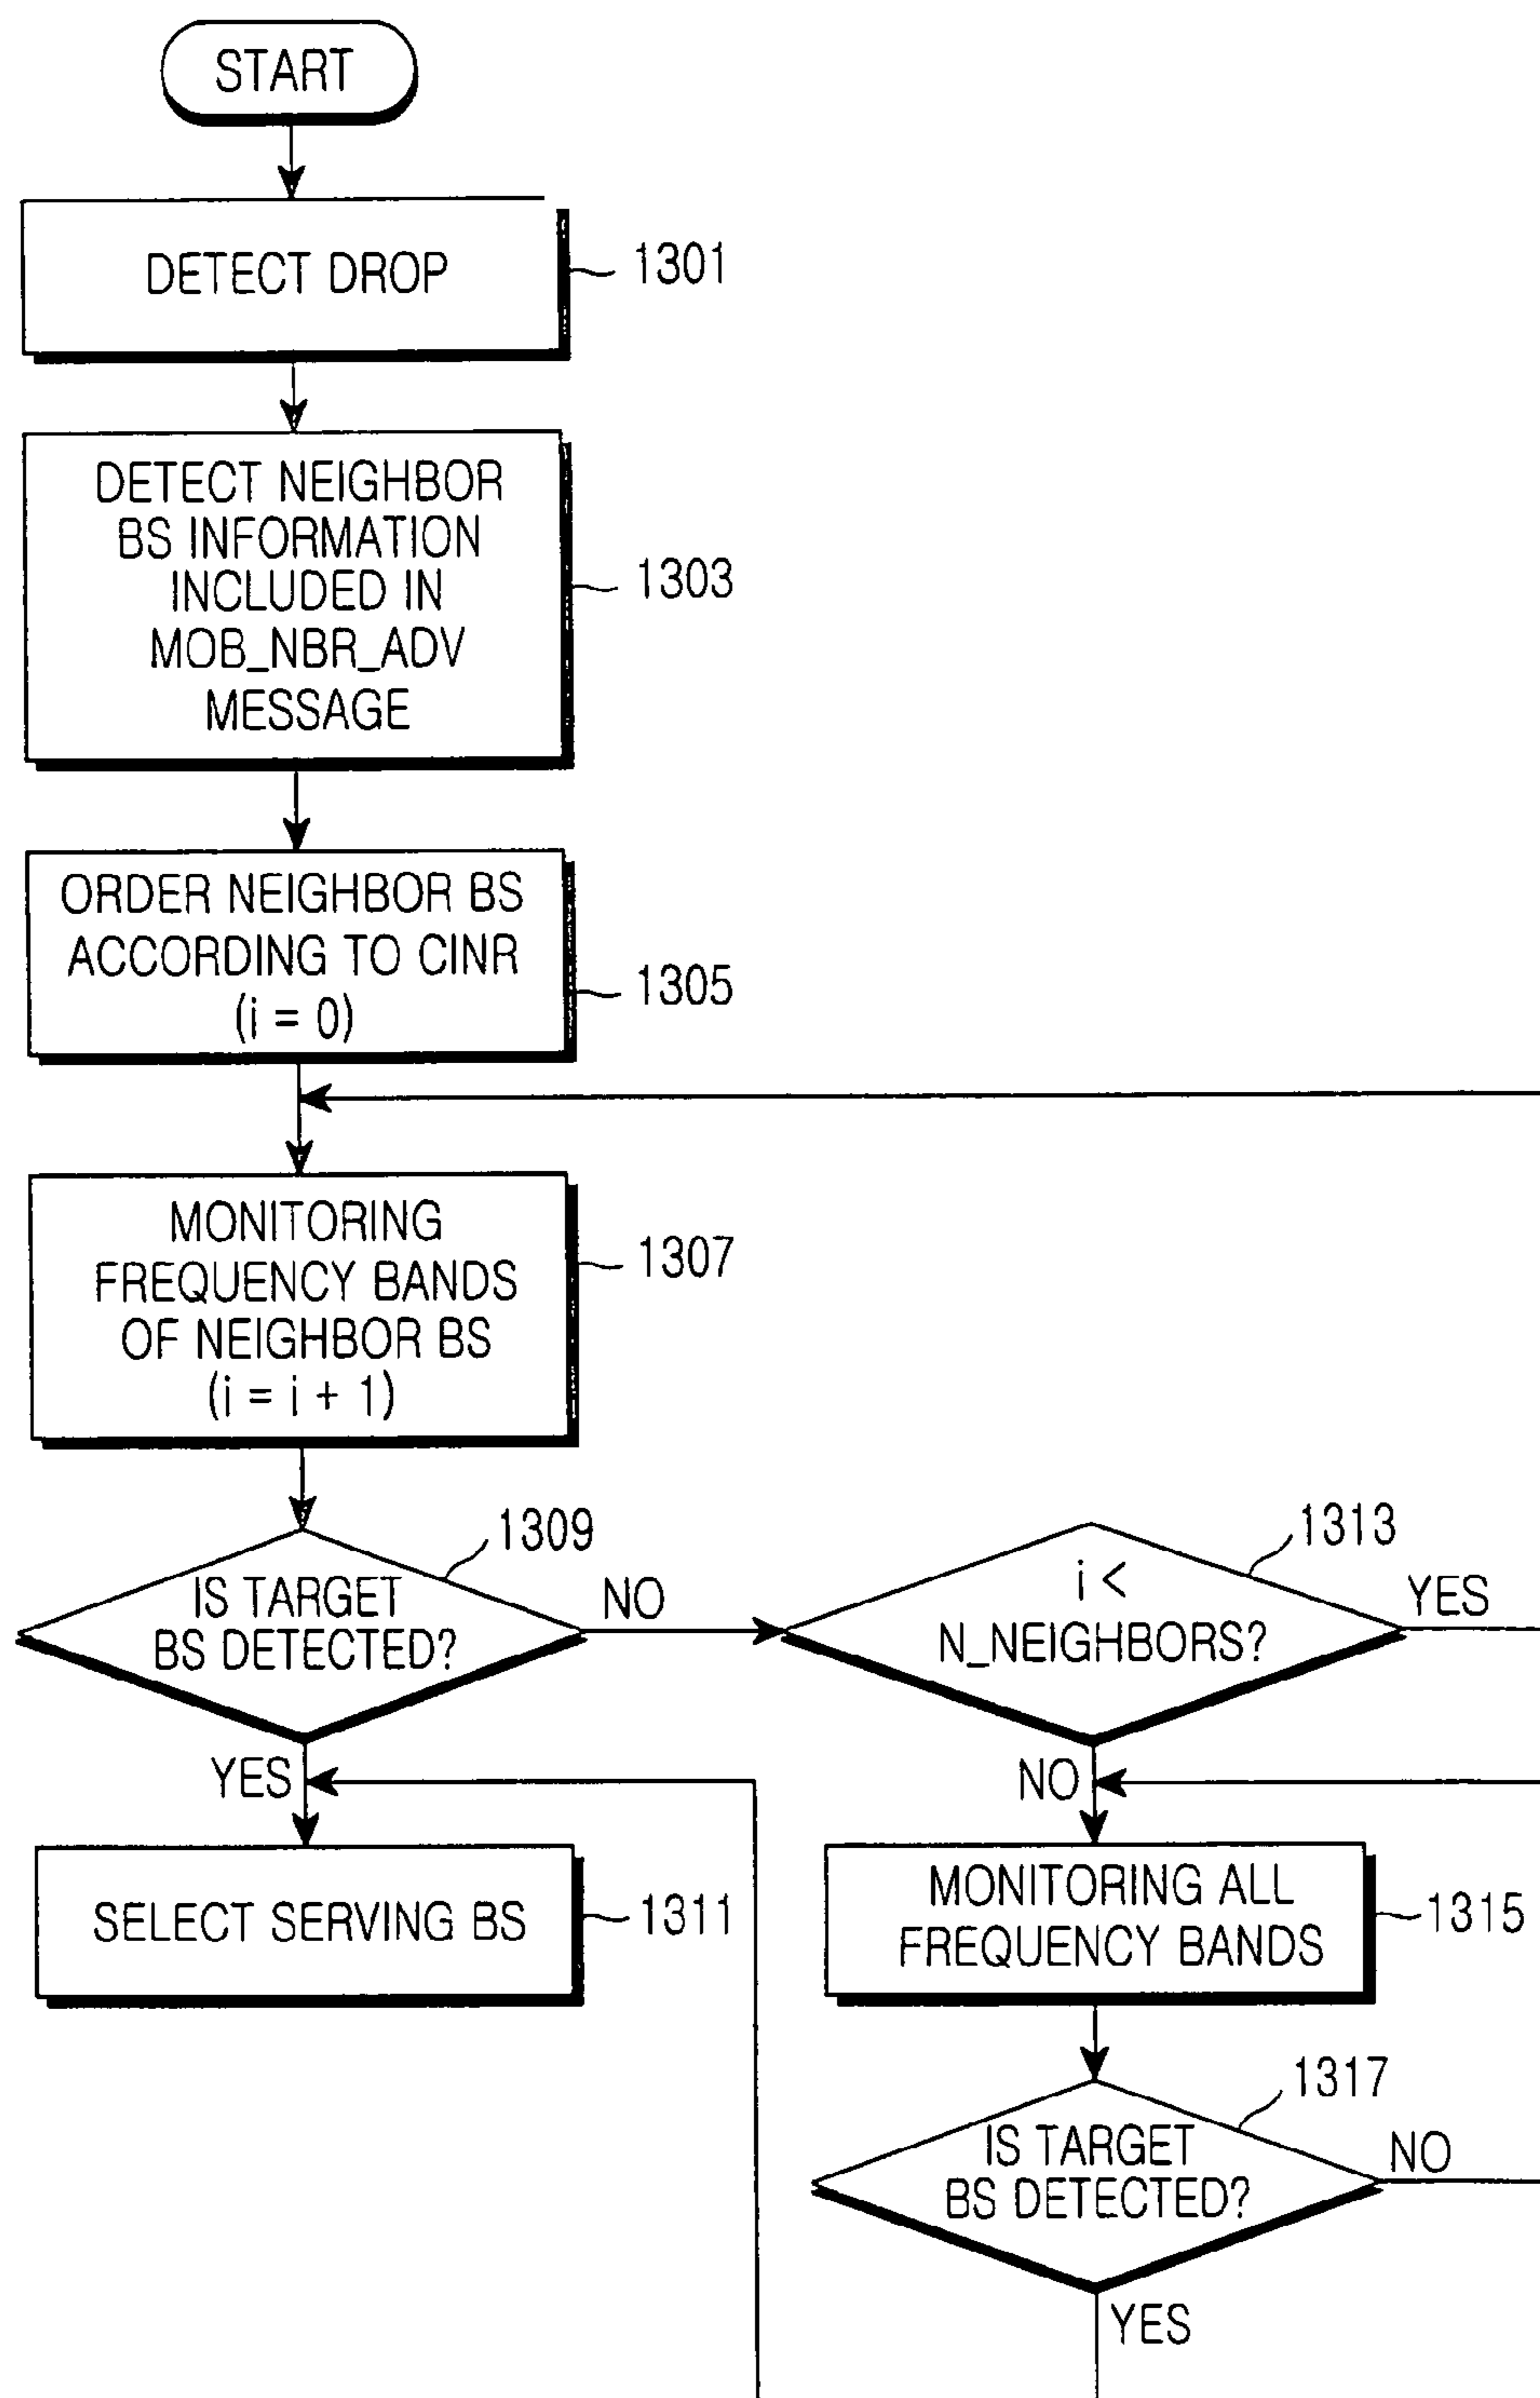 START
DETECT DROP
1301
DETECT NEIGHBOR
BS INFORMATION
INCLUDED IN
MOB_NBR_ADV
MESSAGE
1303
ORDER NEIGHBOR BS
ACCORDING TO CINR
(i = 0)
1305
MONITORING
FREQUENCY BANDS
OF NEIGHBOR BS
(i = i + 1)
1307
IS TARGET
BS DETECTED?
1309
NO
YES
i <
N_NEIGHBORS?
1313
YES
NO
SELECT SERVING BS
1311
MONITORING ALL
FREQUENCY BANDS
1315
IS TARGET
BS DETECTED?
1317
NO
YES